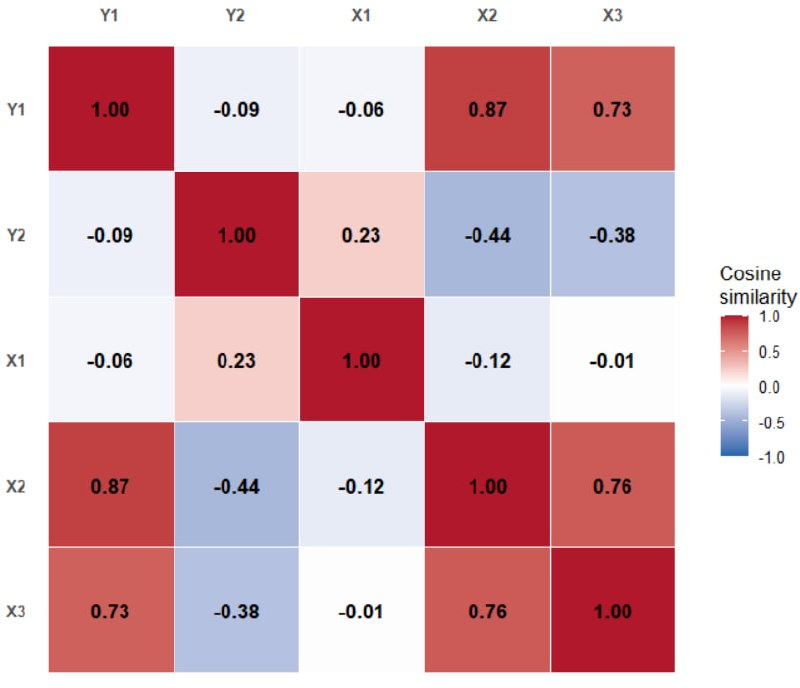 Y1 Y2 X1 X2 X3
Y1 1.00 -0.09 -0.06 0.87 0.73
Y2 -0.09 1.00 0.23 -0.44 -0.38
X1 -0.06 0.23 1.00 -0.12 -0.01
X2 0.87 -0.44 -0.12 1.00 0.76
X3 0.73 -0.38 -0.01 0.76 1.00
Cosine
similarity
1.0
0.5
0.0
-0.5
-1.0